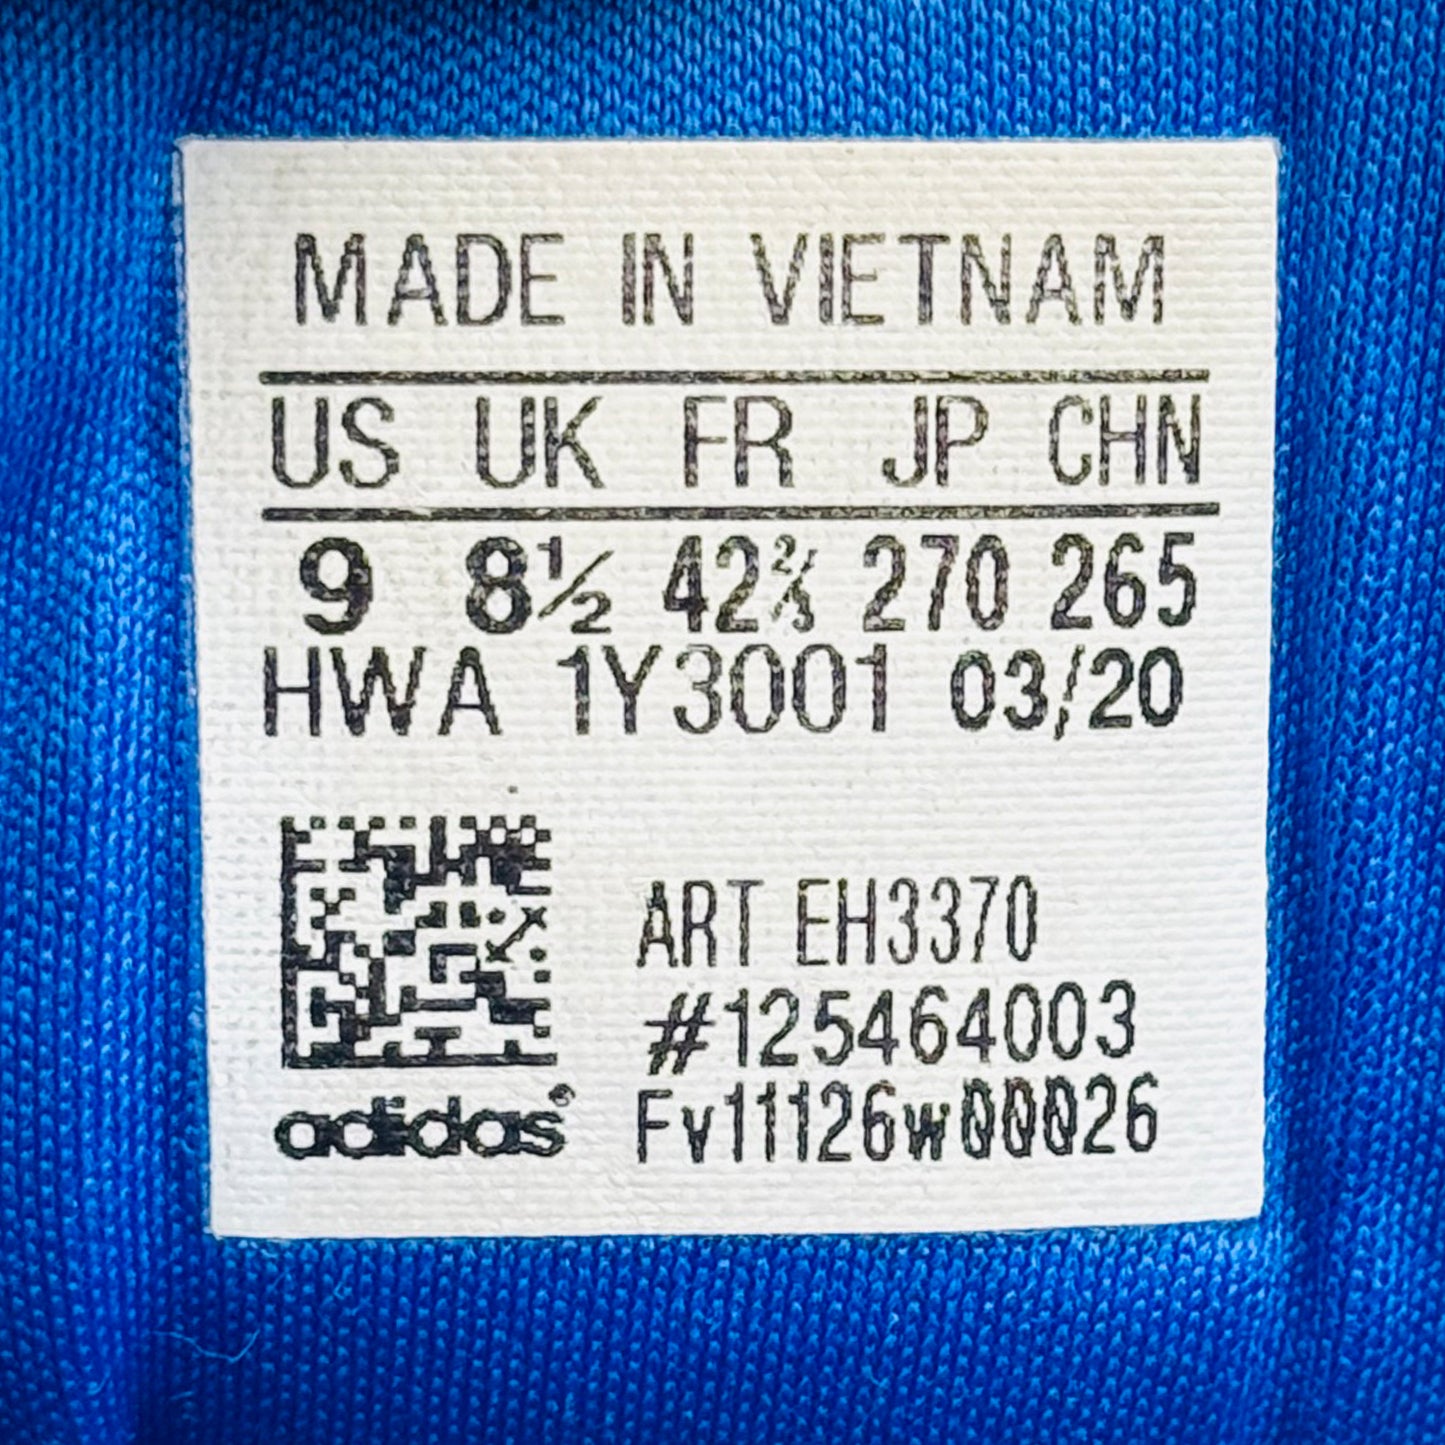 MADE IN VIETNAM
US UK FR JP CHN
9 8½ 42⅔ 270 265
HWA 1Y3001 03/20
ART EH3370
#125464003
adidas® Fv11126w00026